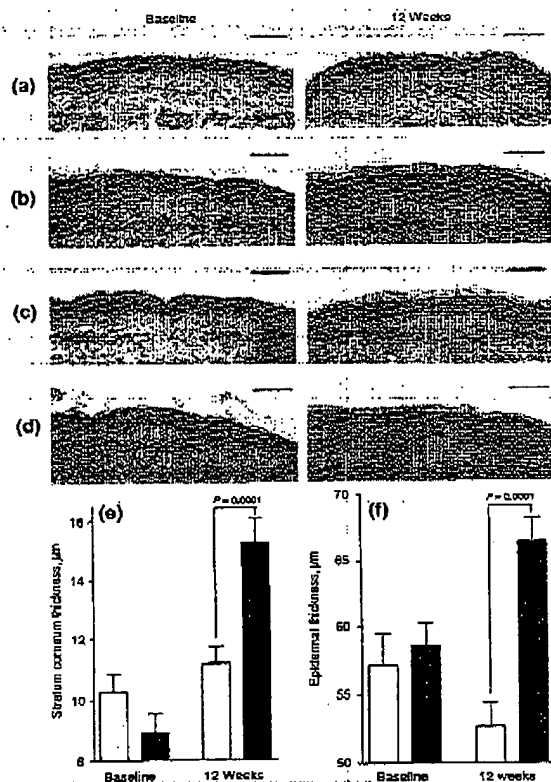 Baseline 12 Weeks
(a)
(b)
(c)
(d)
(e) P = 0.0001
Stratum corneum thickness, µm
16
14
12
10
8
Baseline 12 Weeks
(f) P = 0.0001
Epidermal thickness, µm
70
65
60
55
50
Baseline 12 weeks